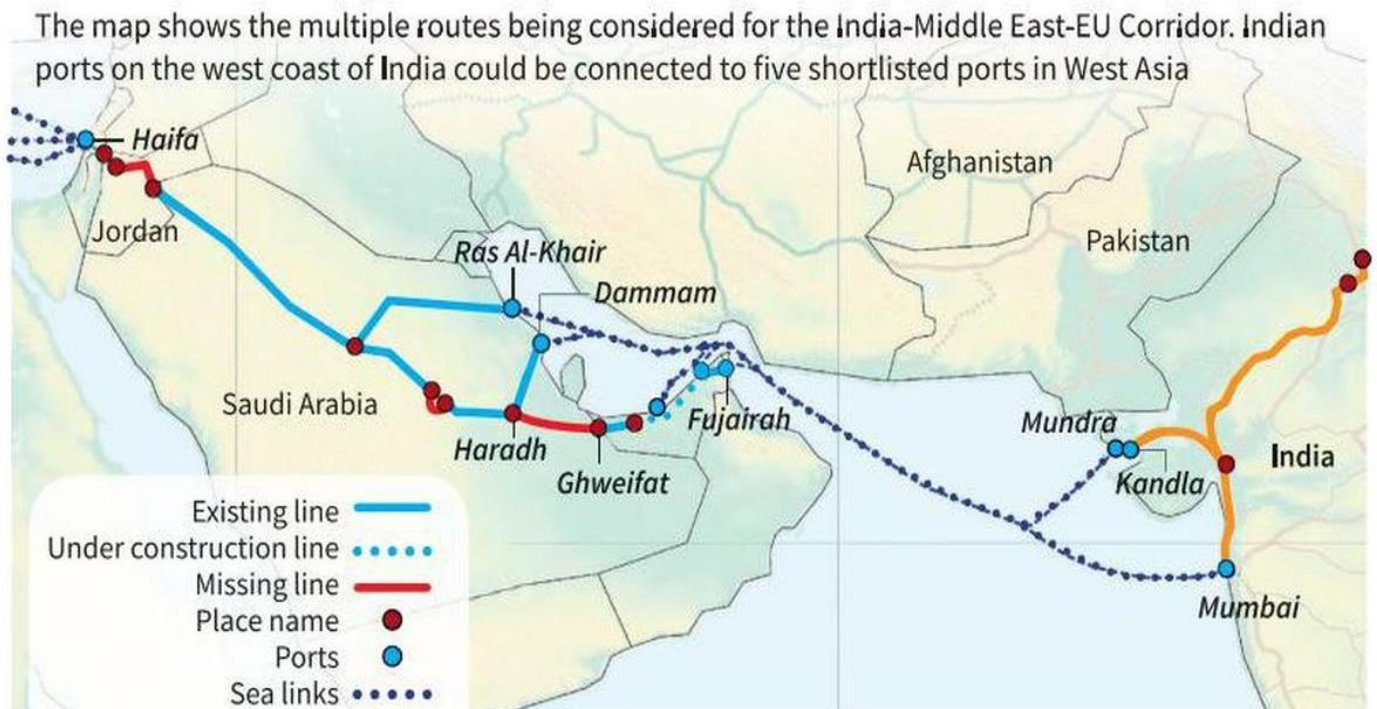 The map shows the multiple routes being considered for the India-Middle East-EU Corridor. Indian
ports on the west coast of India could be connected to five shortlisted ports in West Asia
Haifa
Afghanistan
Jordan
Pakistan
Ras Al-Khair
Dammam
Saudi Arabia
Fujairah
Mundra
Haradh
India
Ghweifat
Kandla
Existing line
Under construction line
Missing line
Mumbai
Place name
Ports
Sea links